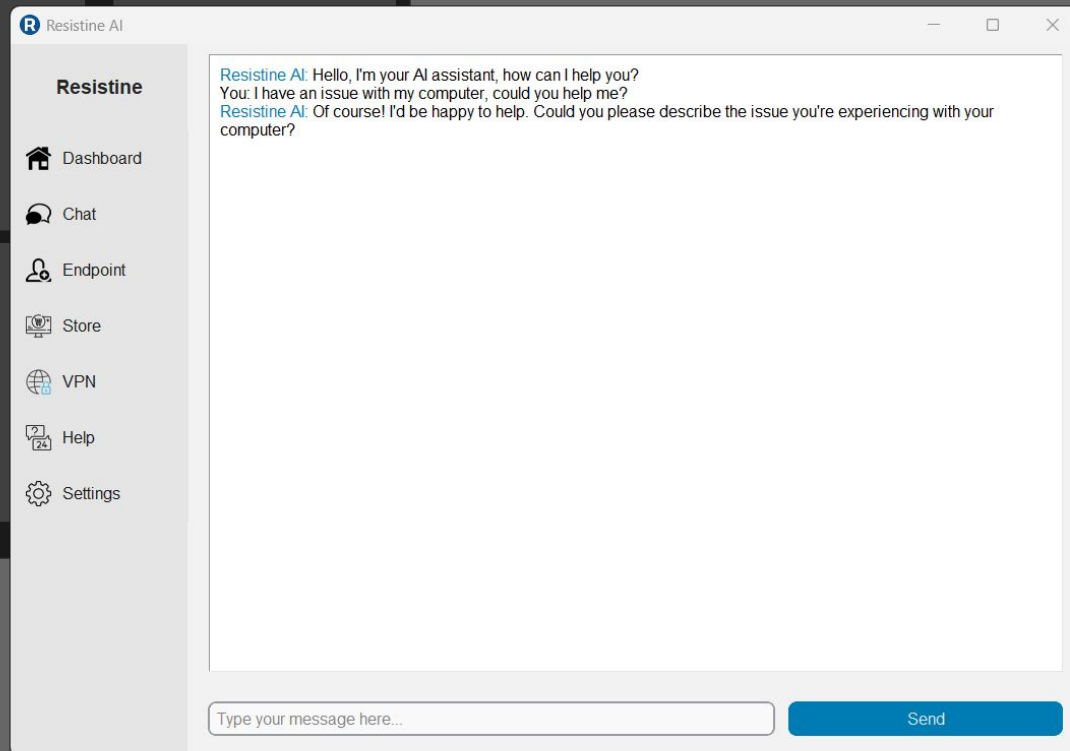 R Resistine AI
Resistine
Dashboard
Chat
Endpoint
Store
VPN
? 24 Help
Settings
Resistine AI: Hello, I'm your AI assistant, how can I help you?
You: I have an issue with my computer, could you help me?
Resistine AI: Of course! I'd be happy to help. Could you please describe the issue you're experiencing with your
computer?
Type your message here...
Send